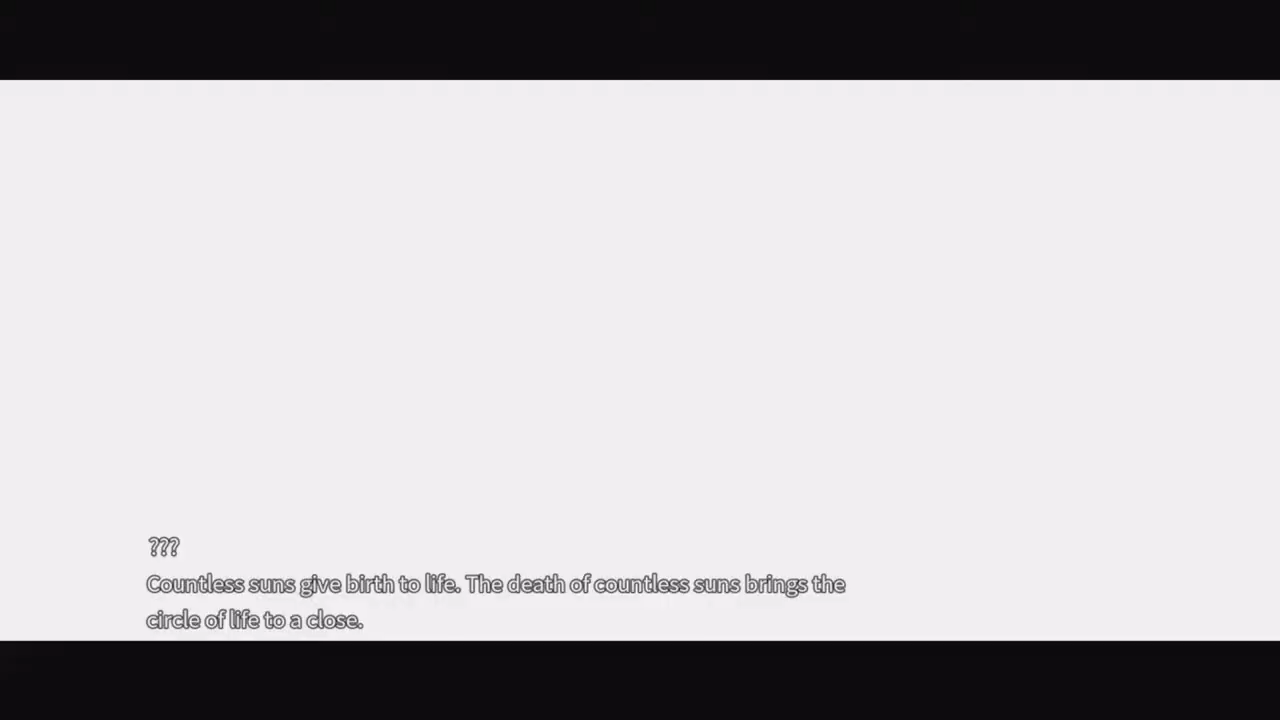 ???
Countless suns give birth to life. The death of countless suns brings the
circle of life to a close.